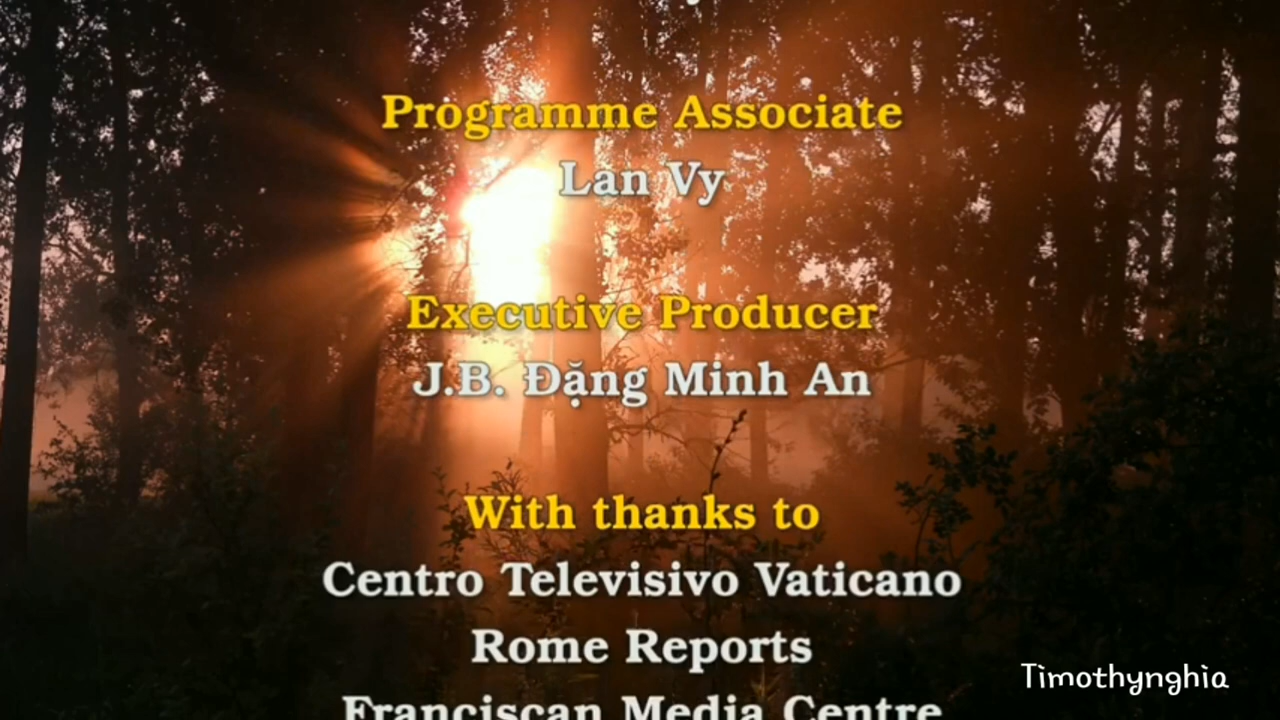 Programme Associate
Lan Vy
Executive Producer
J.B. Đặng Minh An
With thanks to
Centro Televisivo Vaticano
Rome Reports
Franciscan Media Centre
Timothynghĩa